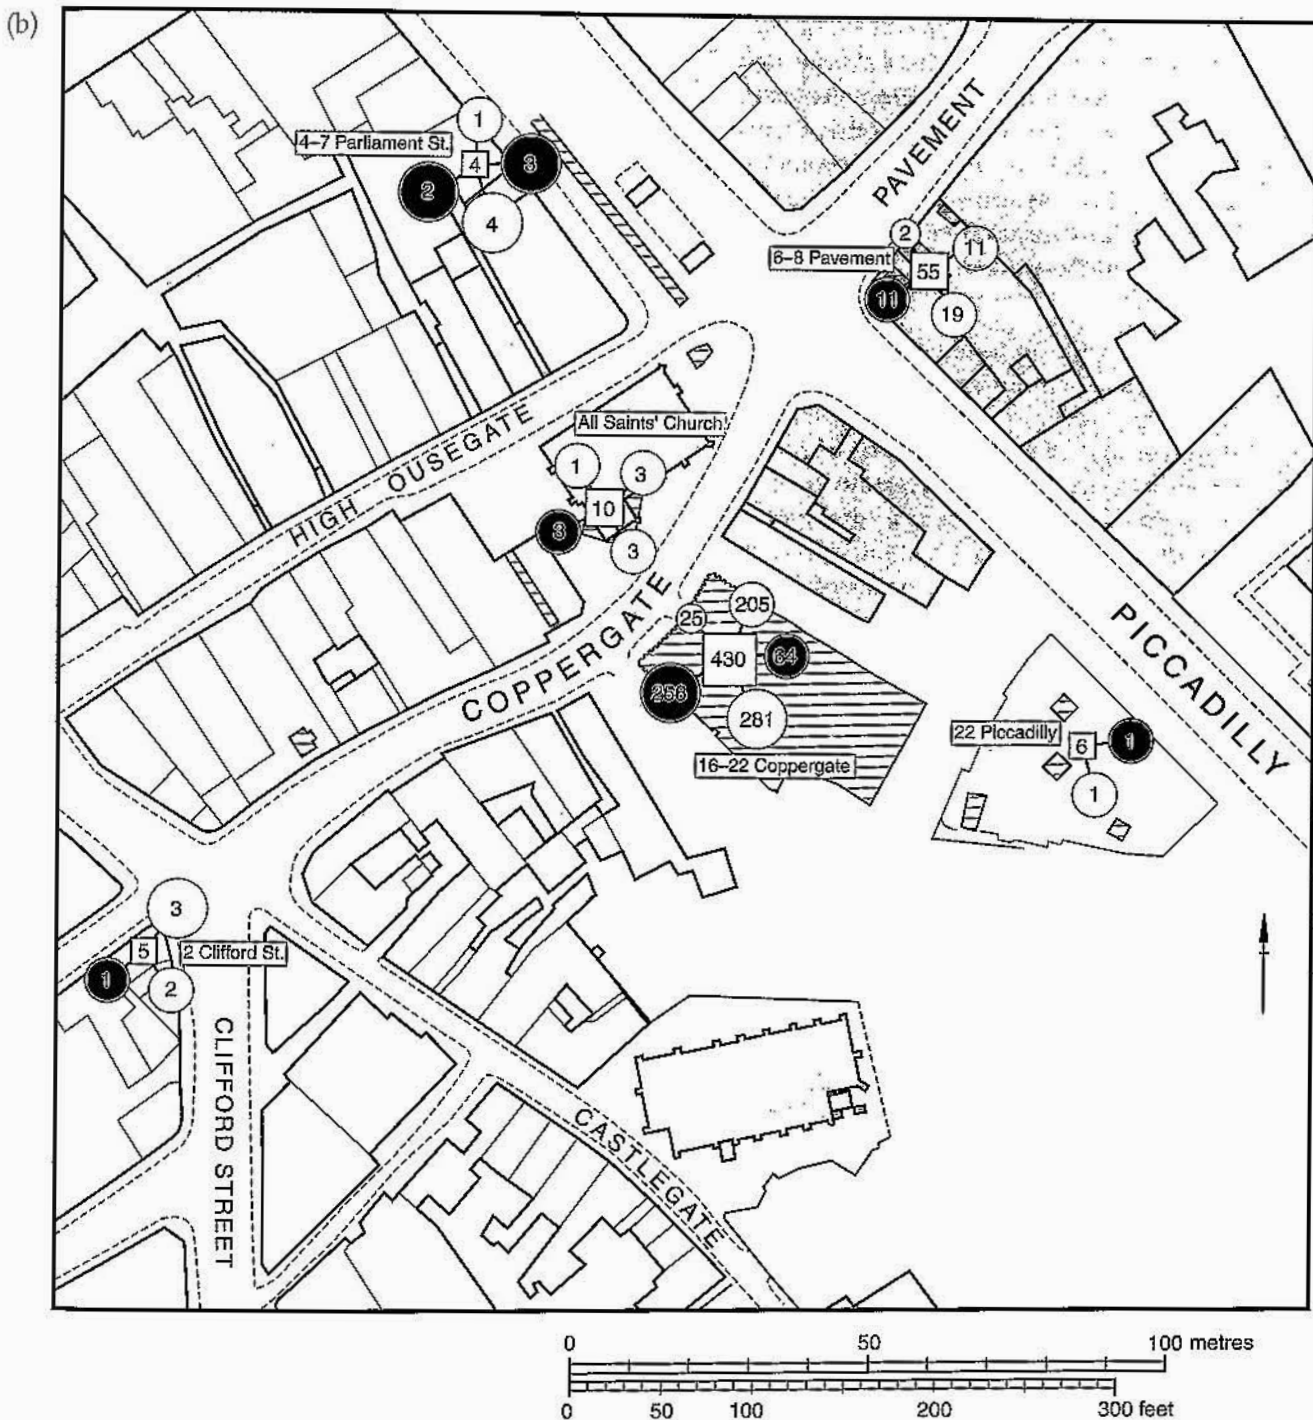 (b)
PAVEMENT
1
4–7 Parliament St.
4
3
2
4
2
11
6–8 Pavement
55
11
19
All Saints' Church
HIGH OUSEGATE
1
3
10
3
3
COPPERGATE
205
25
430
64
281
16–22 Coppergate
PICCADILLY
22 Piccadilly
6
1
1
3
5
2 Clifford St.
1
2
CLIFFORD STREET
CASTLEGATE
0 50 100 metres
0 50 100 200 300 feet